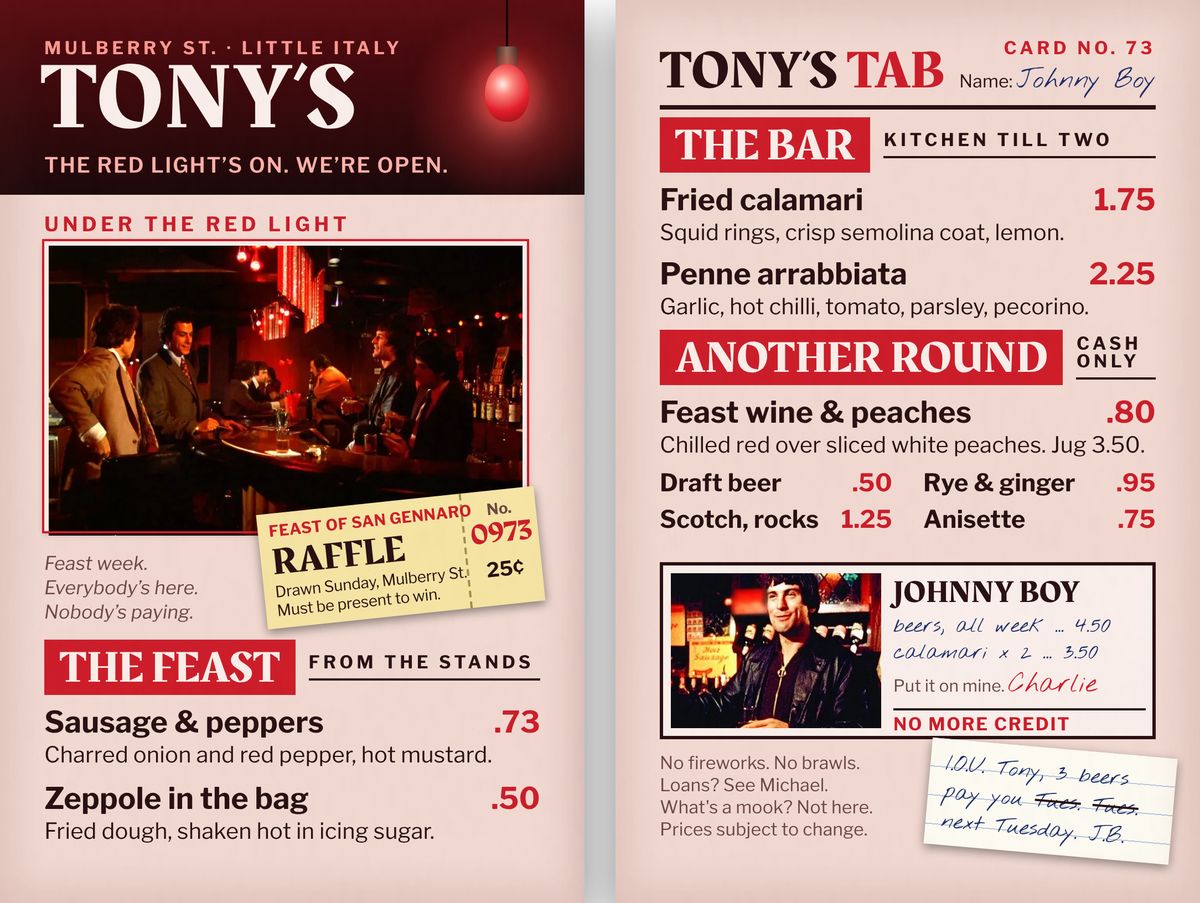 MULBERRY ST. · LITTLE ITALY
TONY'S
THE RED LIGHT'S ON. WE'RE OPEN.
UNDER THE RED LIGHT
FEAST OF SAN GENNARO
RAFFLE
Drawn Sunday, Mulberry St.
Must be present to win.
No.
0973
25¢
Feast week.
Everybody's here.
Nobody's paying.
THE FEAST FROM THE STANDS
Sausage & peppers .73
Charred onion and red pepper, hot mustard.
Zeppole in the bag .50
Fried dough, shaken hot in icing sugar.
TONY'S TAB
CARD NO. 73
Name: Johnny Boy
THE BAR KITCHEN TILL TWO
Fried calamari 1.75
Squid rings, crisp semolina coat, lemon.
Penne arrabbiata 2.25
Garlic, hot chilli, tomato, parsley, pecorino.
ANOTHER ROUND
CASH
ONLY
Feast wine & peaches .80
Chilled red over sliced white peaches. Jug 3.50.
Draft beer .50 Rye & ginger .95
Scotch, rocks 1.25 Anisette .75
Sausage
JOHNNY BOY
beers, all week ... 4.50
calamari x 2 ... 3.50
Put it on mine. Charlie
NO MORE CREDIT
No fireworks. No brawls.
Loans? See Michael.
What's a mook? Not here.
Prices subject to change.
I.O.U. Tony, 3 beers
pay you Tues. Tues.
next Tuesday. J.B.